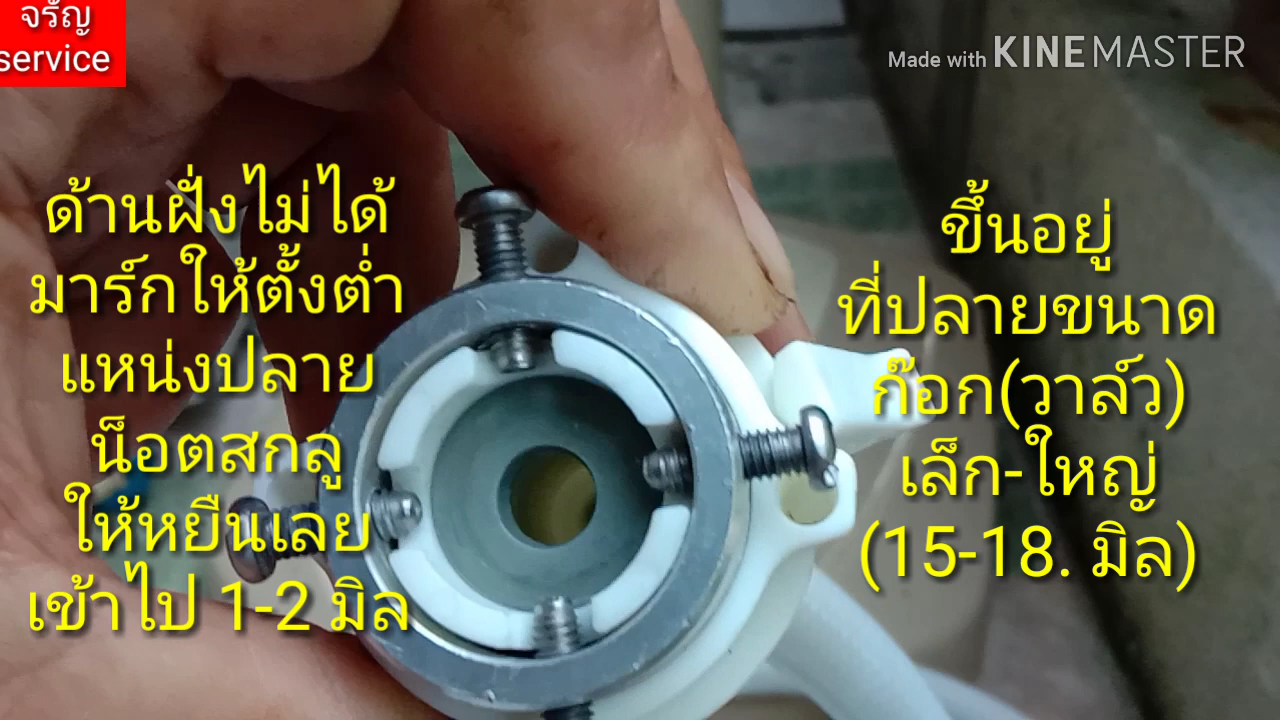 จรัญ
service
Made with KINEMASTER
ด้านฝั่งไม่ได้
มาร์กให้ตั้งต่ำ
แหน่งปลาย
น็อตสกลู
ให้หยืนเลย
เข้าไป 1-2 มิล
ขึ้นอยู่
ที่ปลายขนาด
ก๊อก(วาล์ว)
เล็ก-ใหญ่
(15-18. มิล)